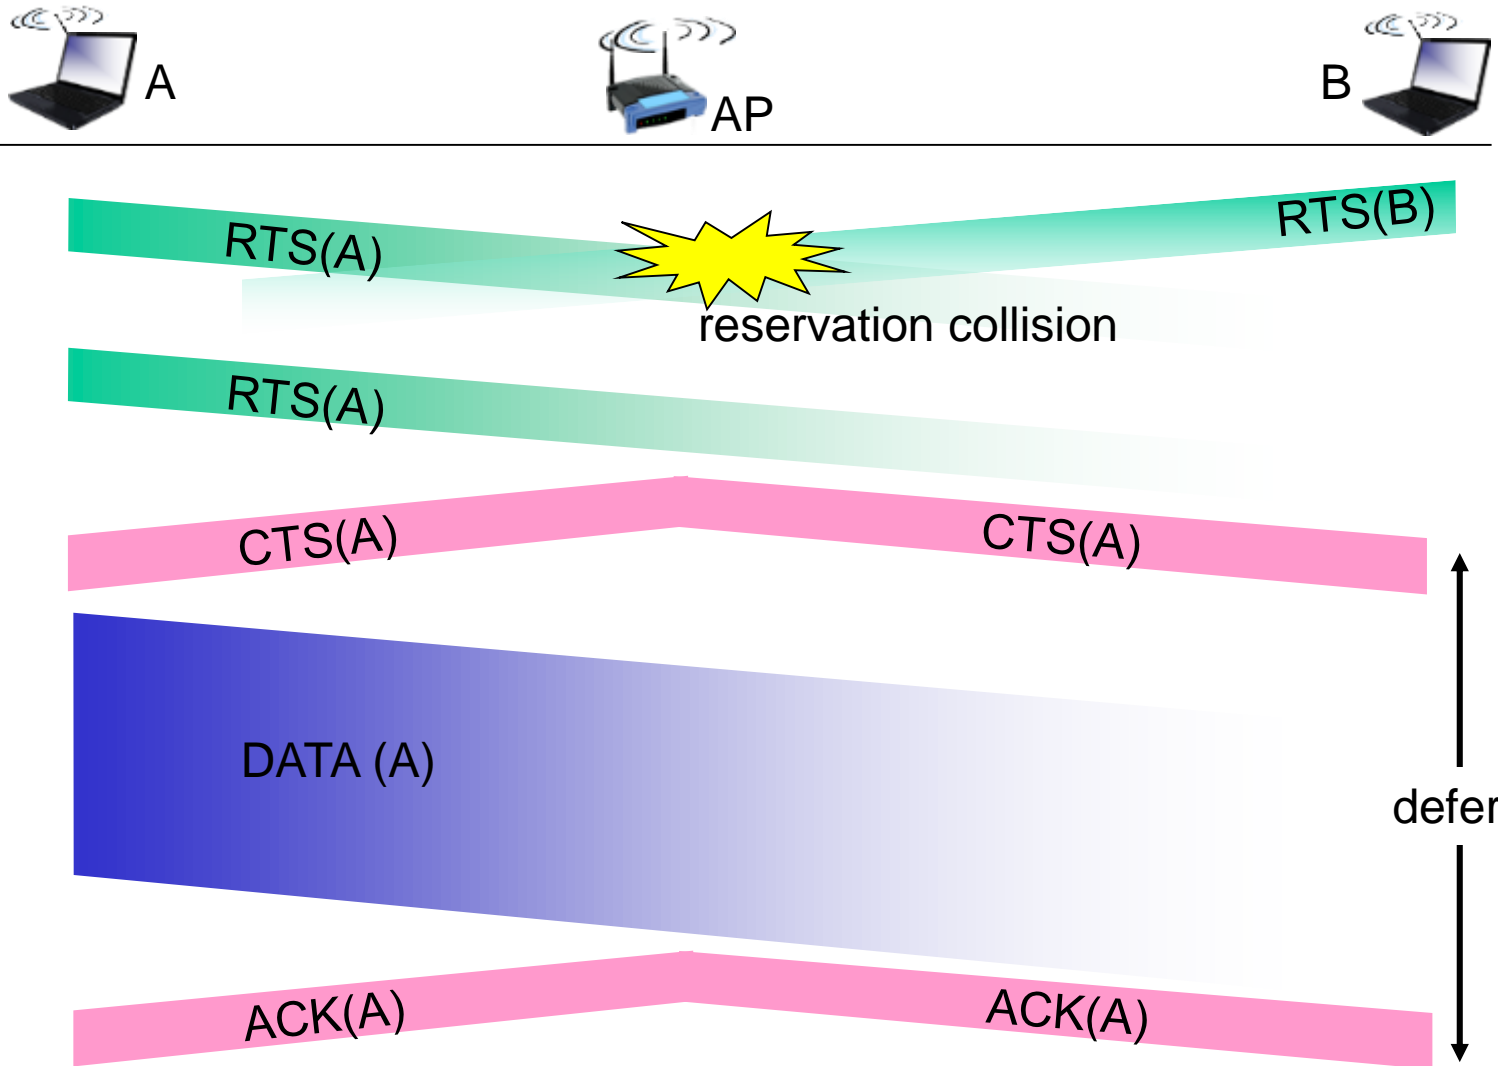 A
AP
B
RTS(A)
RTS(B)
reservation collision
RTS(A)
CTS(A)
CTS(A)
DATA (A)
defer
ACK(A)
ACK(A)